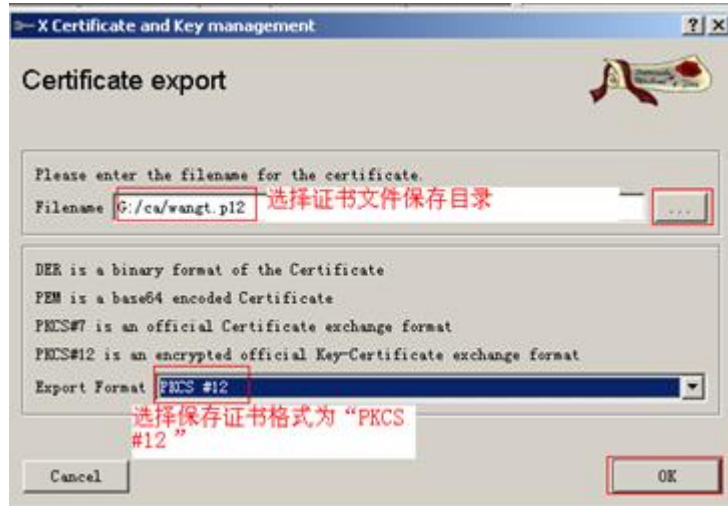 X Certificate and Key management
Certificate export
Please enter the filename for the certificate.
Filename G:/ca/wangt.p12 选择证书文件保存目录 ...
DER is a binary format of the Certificate
PEM is a base64 encoded Certificate
PKCS#7 is an official Certificate exchange format
PKCS#12 is an encrypted official Key-Certificate exchange format
Export Format PKCS #12
选择保存证书格式为“PKCS
#12 ”
Cancel OK